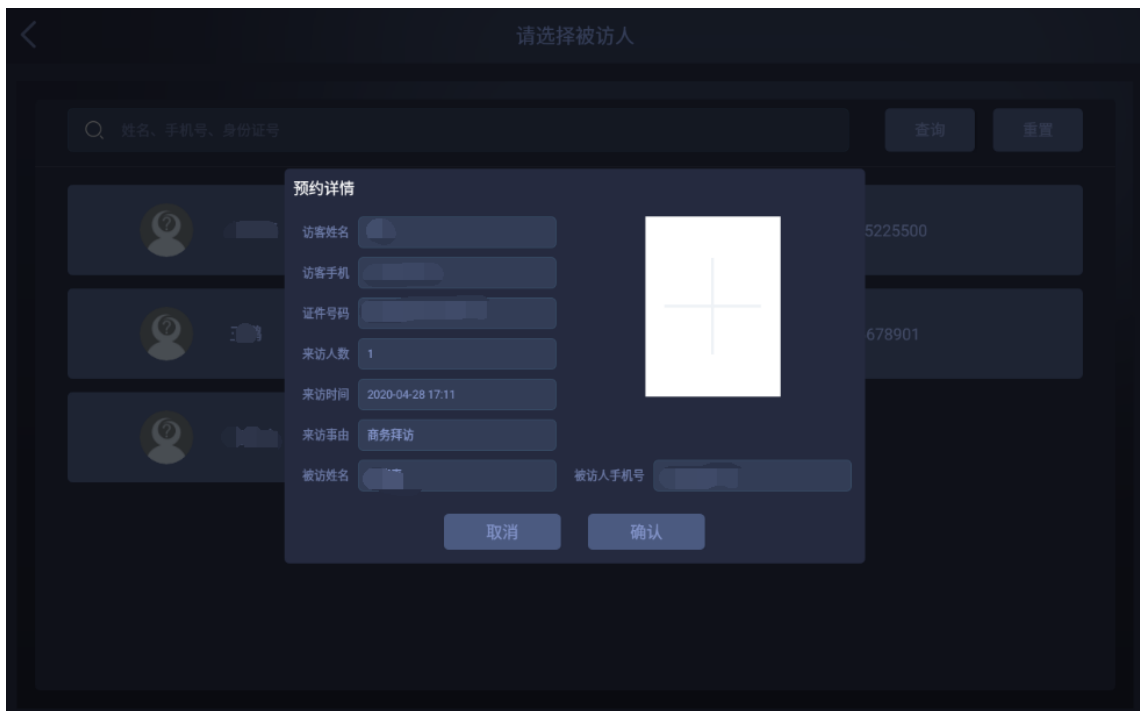 请选择被访人
姓名、手机号、身份证号
查询
重置
预约详情
访客姓名
5225500
访客手机
证件号码
678901
来访人数 1
来访时间 2020-04-28 17:11
来访事由 商务拜访
被访姓名
被访人手机号
取消
确认